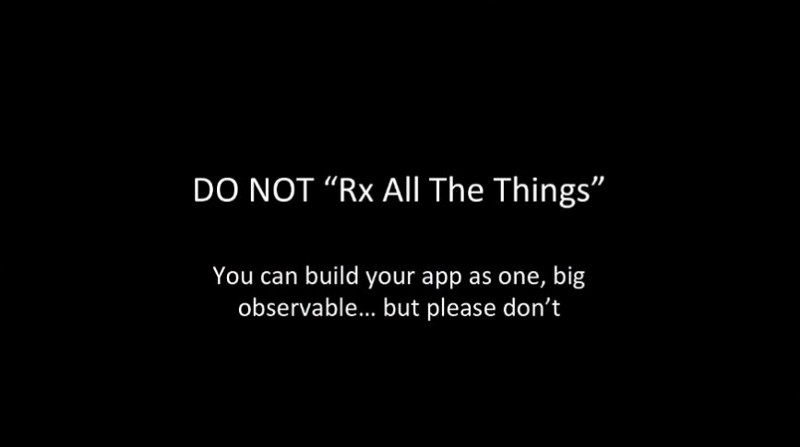 DO NOT “Rx All The Things”
You can build your app as one, big
observable… but please don’t